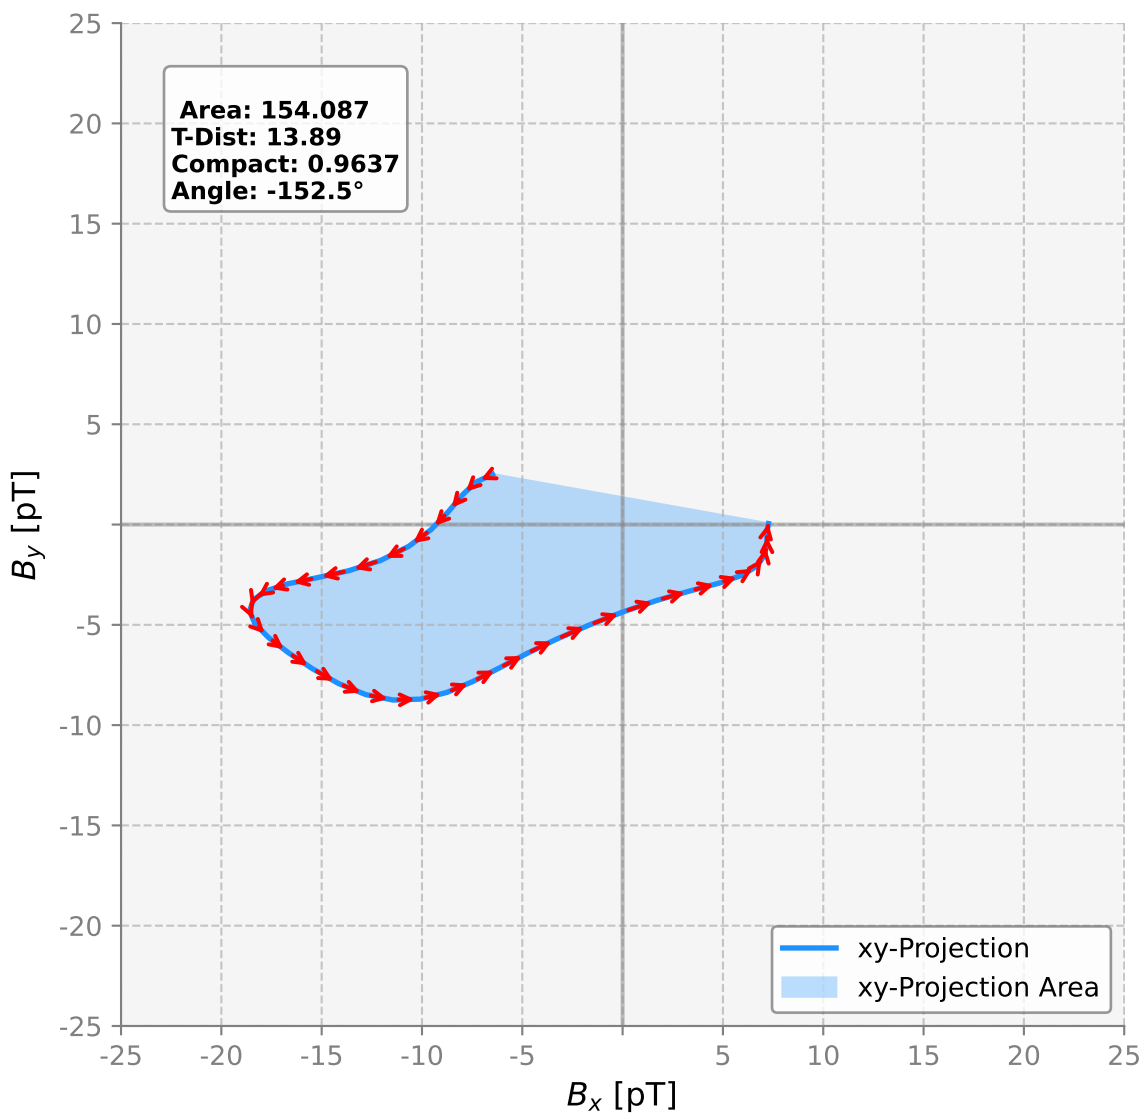 25
20
15
10
5
-5
-10
-15
-20
-25
-25
-20
-15
-10
-5
5
10
15
20
25
Bₓ [pT]
B_y [pT]
Area: 154.087
T-Dist: 13.89
Compact: 0.9637
Angle: -152.5°
xy-Projection
xy-Projection Area